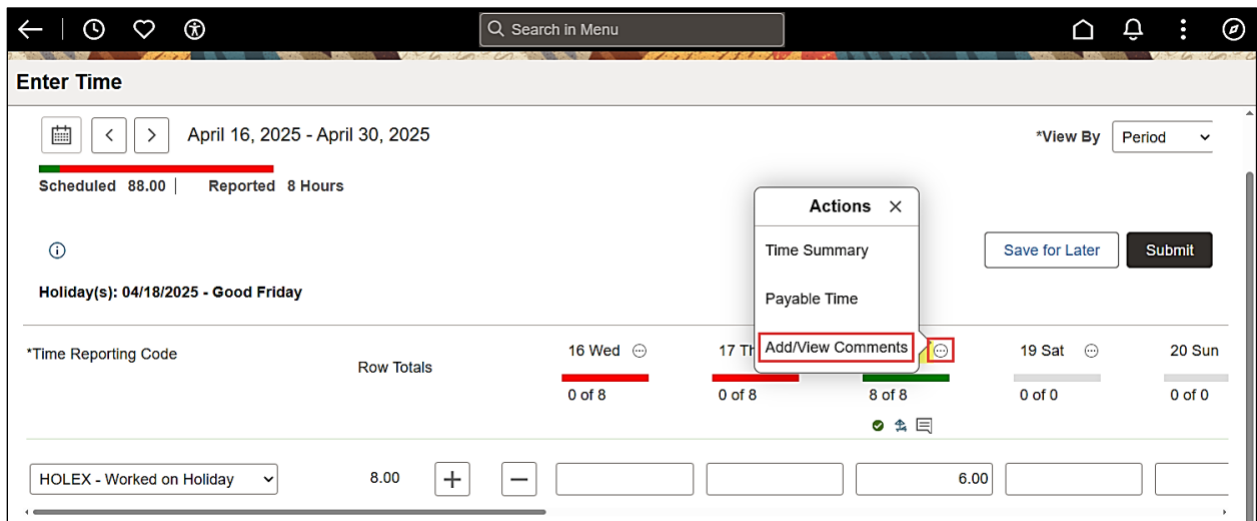 Search in Menu
Enter Time
April 16, 2025 - April 30, 2025
*View By Period
Scheduled 88.00 | Reported 8 Hours
Actions ×
Time Summary
Payable Time
Add/View Comments
Save for Later Submit
Holiday(s): 04/18/2025 - Good Friday
*Time Reporting Code Row Totals 16 Wed 17 Th 19 Sat 20 Sun
0 of 8 0 of 8 8 of 8 0 of 0 0 of 0
HOLEX - Worked on Holiday 8.00 + − 6.00